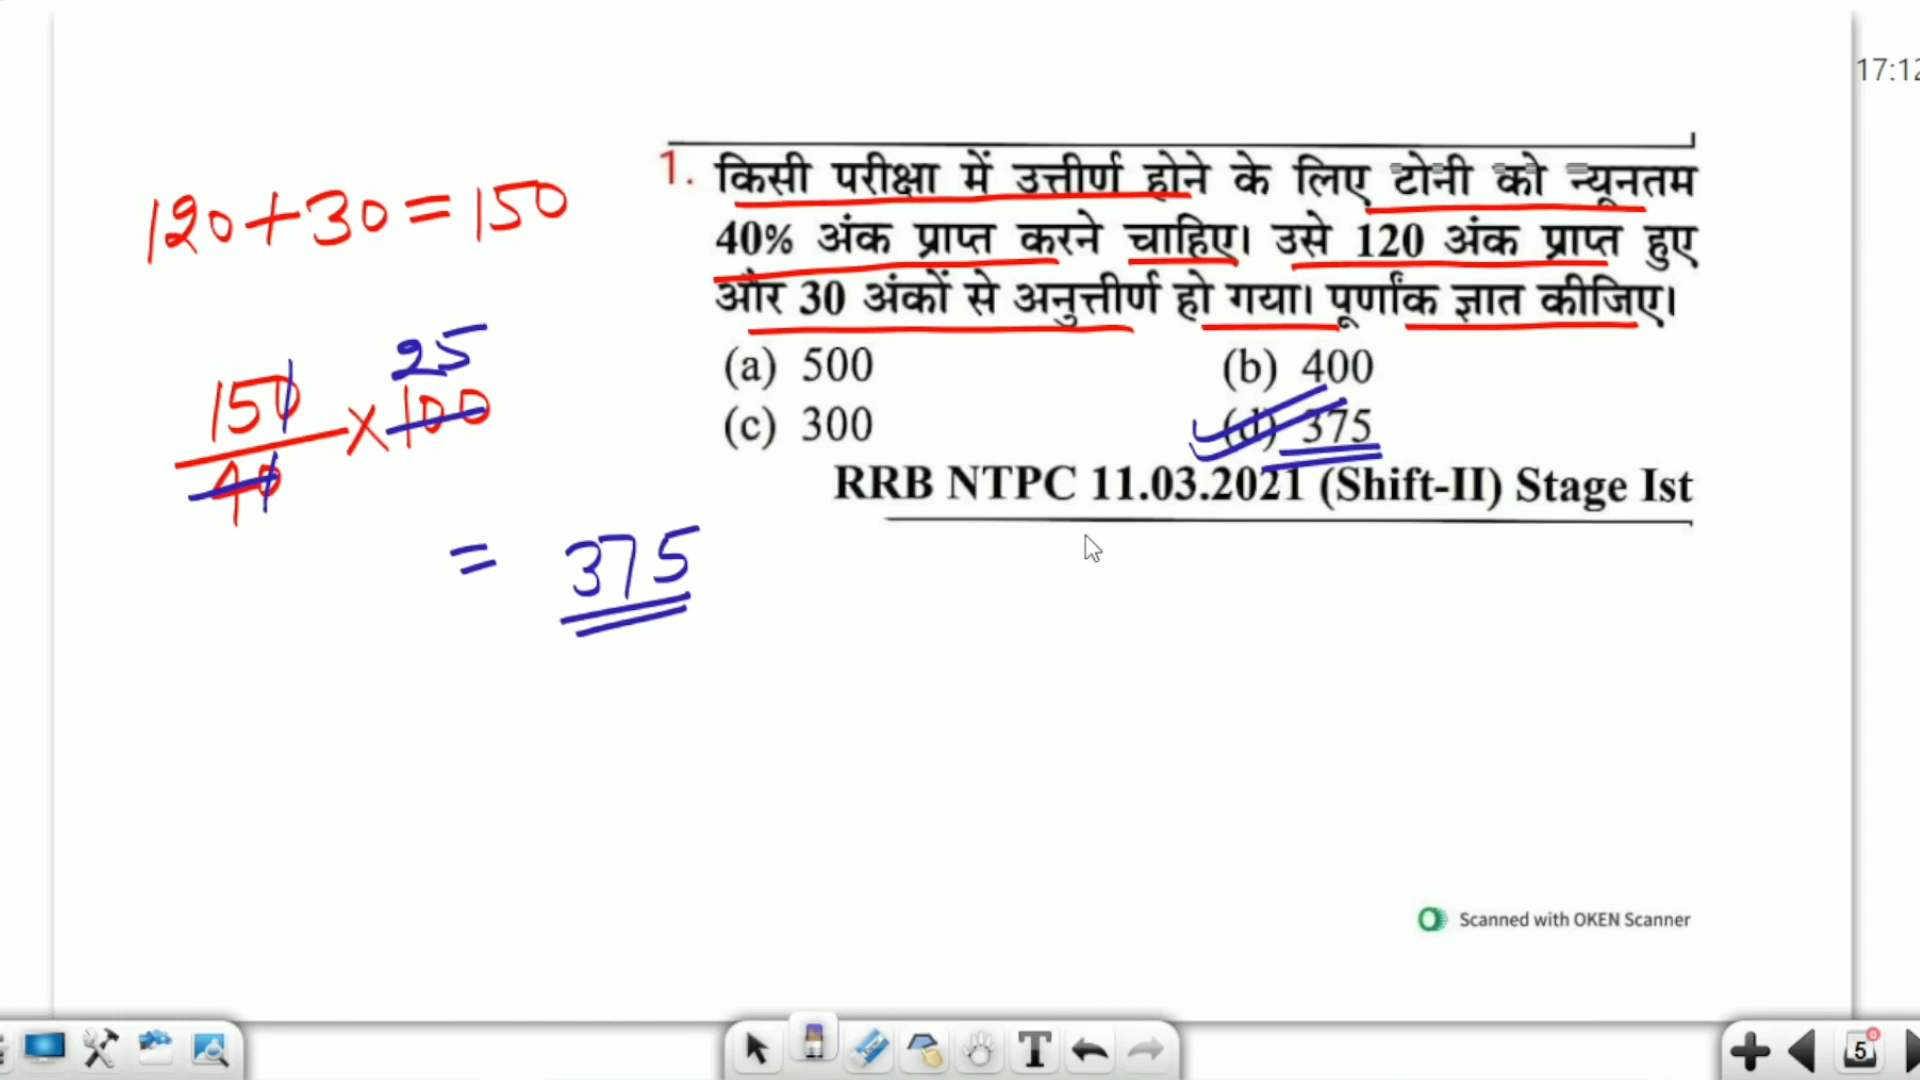 17:12
120+30=150
1. किसी परीक्षा में उत्तीर्ण होने के लिए टोनी को न्यूनतम
40% अंक प्राप्त करने चाहिए। उसे 120 अंक प्राप्त हुए
और 30 अंकों से अनुत्तीर्ण हो गया। पूर्णांक ज्ञात कीजिए।
(a) 500 (b) 400
(c) 300 (d) 375
RRB NTPC 11.03.2021 (Shift-II) Stage Ist
25
150 × 100
40
= 375
Scanned with OKEN Scanner
T
5
0